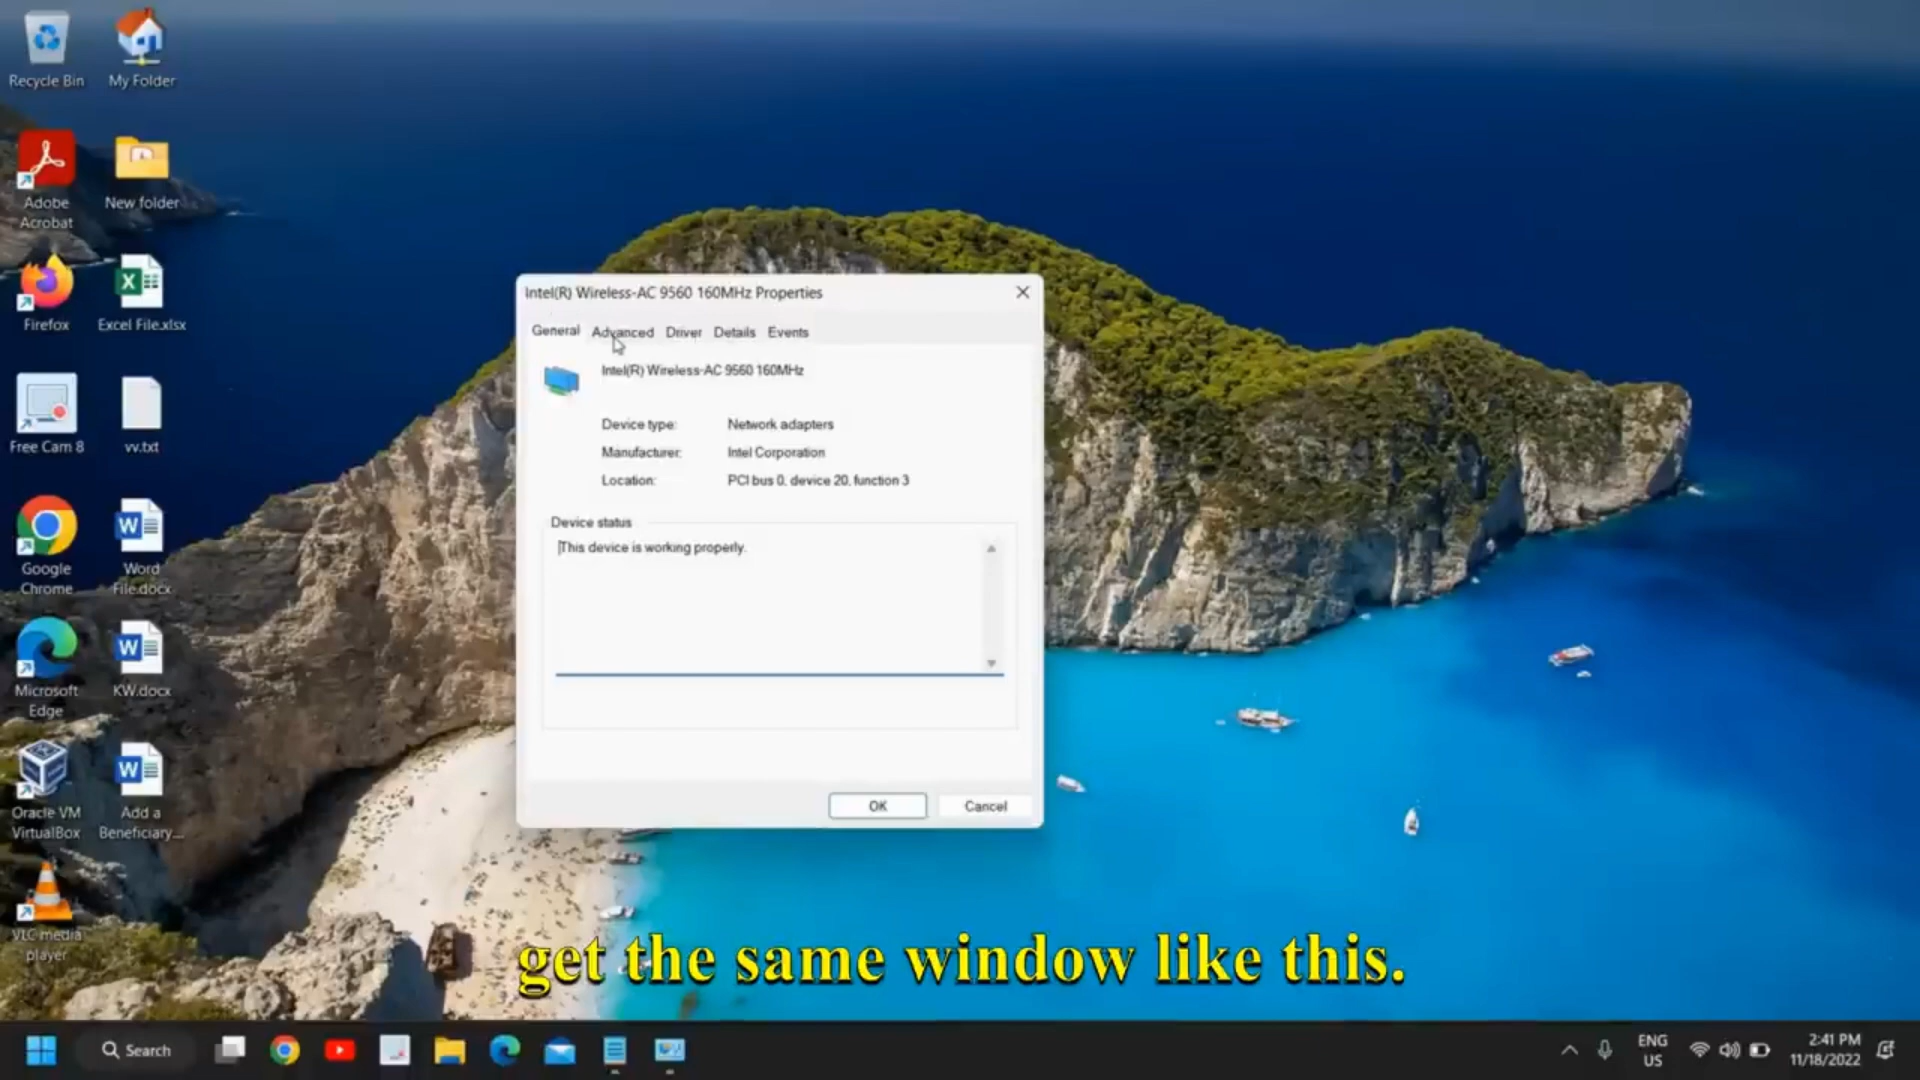 Recycle Bin
My Folder
Adobe
Acrobat
New folder
Firefox
Excel File.xlsx
Free Cam 8
vv.txt
Google
Chrome
Word
File.docx
Microsoft
Edge
KW.docx
Oracle VM
VirtualBox
Add a
Beneficiary...
VLC media
player
Intel(R) Wireless-AC 9560 160MHz Properties
General Advanced Driver Details Events
Intel(R) Wireless-AC 9560 160MHz
Device type: Network adapters
Manufacturer: Intel Corporation
Location: PCI bus 0, device 20, function 3
Device status
This device is working properly.
OK Cancel
get the same window like this.
Search
ENG
US
2:41 PM
11/18/2022